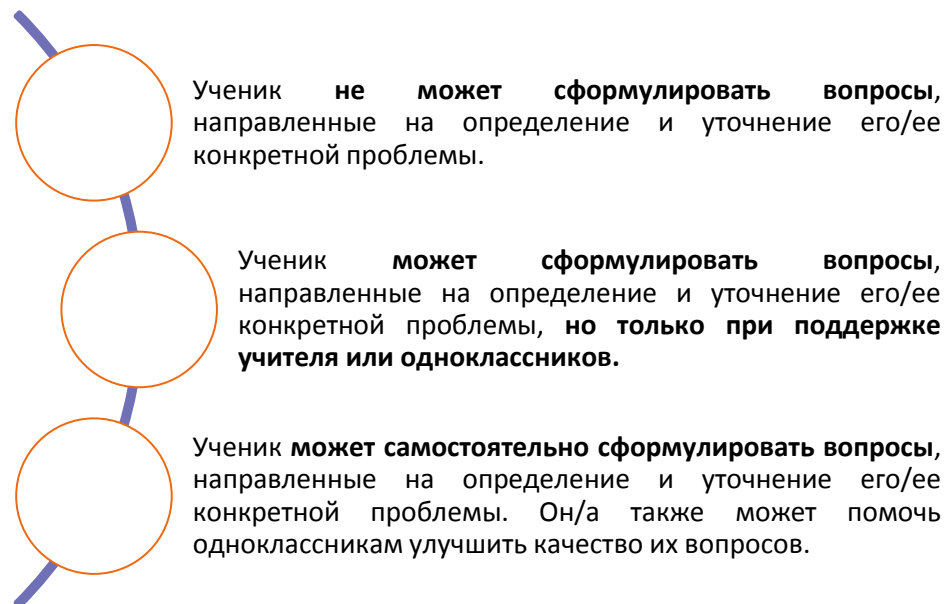 Ученик не может сформулировать вопросы,
направленные на определение и уточнение его/ее
конкретной проблемы.
Ученик может сформулировать вопросы,
направленные на определение и уточнение его/ее
конкретной проблемы, но только при поддержке
учителя или одноклассников.
Ученик может самостоятельно сформулировать вопросы,
направленные на определение и уточнение его/ее
конкретной проблемы. Он/а также может помочь
одноклассникам улучшить качество их вопросов.